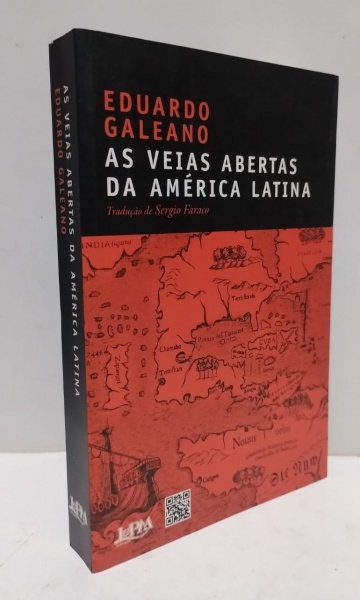 EDUARDO
GALEANO
AS VEIAS ABERTAS
DA AMÉRICA LATINA
Tradução de Sergio Faraco
AS VEIAS ABERTAS DA AMÉRICA LATINA
EDUARDO GALEANO
L&PM
L&PM